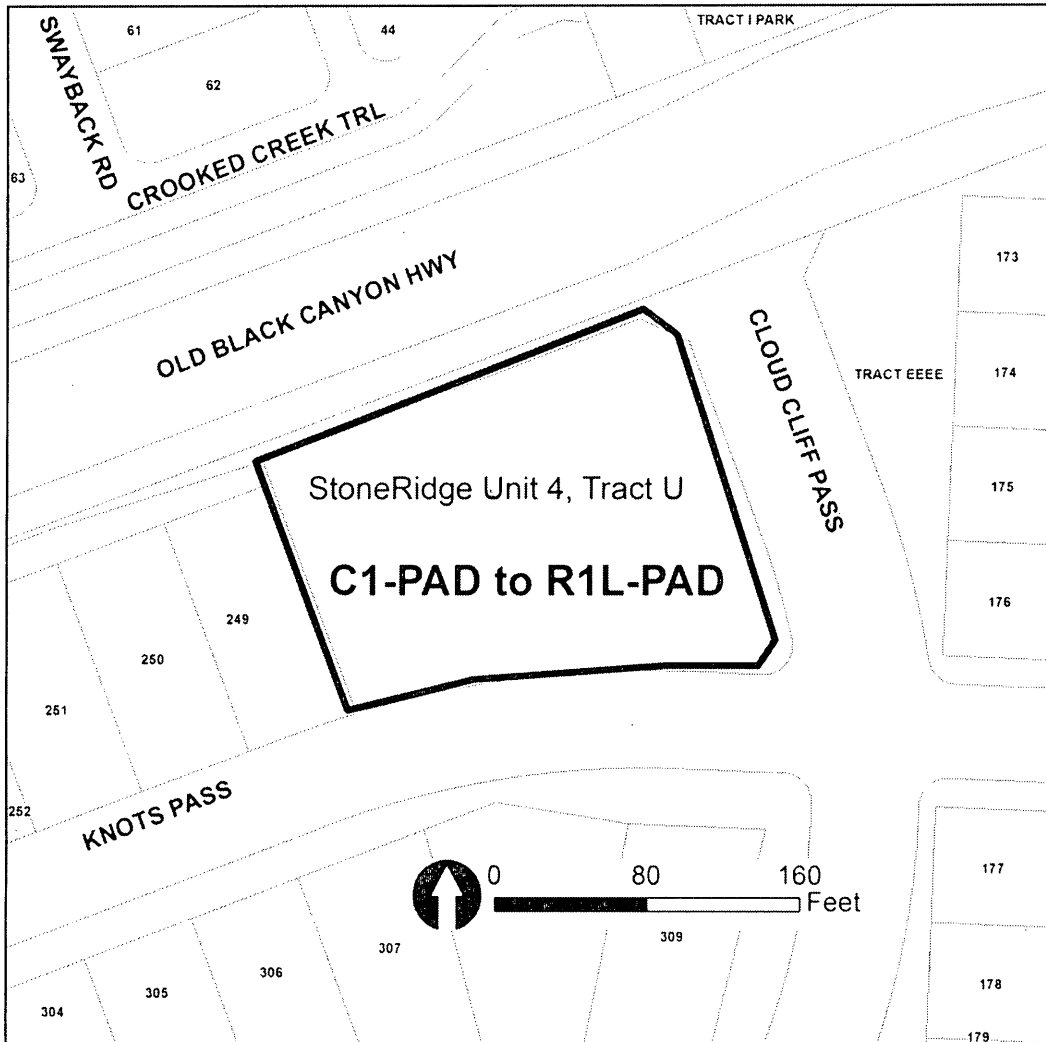 TRACT I PARK
61
44
62
SWAYBACK RD
63
CROOKED CREEK TRL
OLD BLACK CANYON HWY
173
CLOUD CLIFF PASS
TRACT EEEE
174
StoneRidge Unit 4, Tract U
175
C1-PAD to R1L-PAD
249
176
250
251
252
KNOTS PASS
0 80 160
Feet
177
309
307
306
305
304
178
179